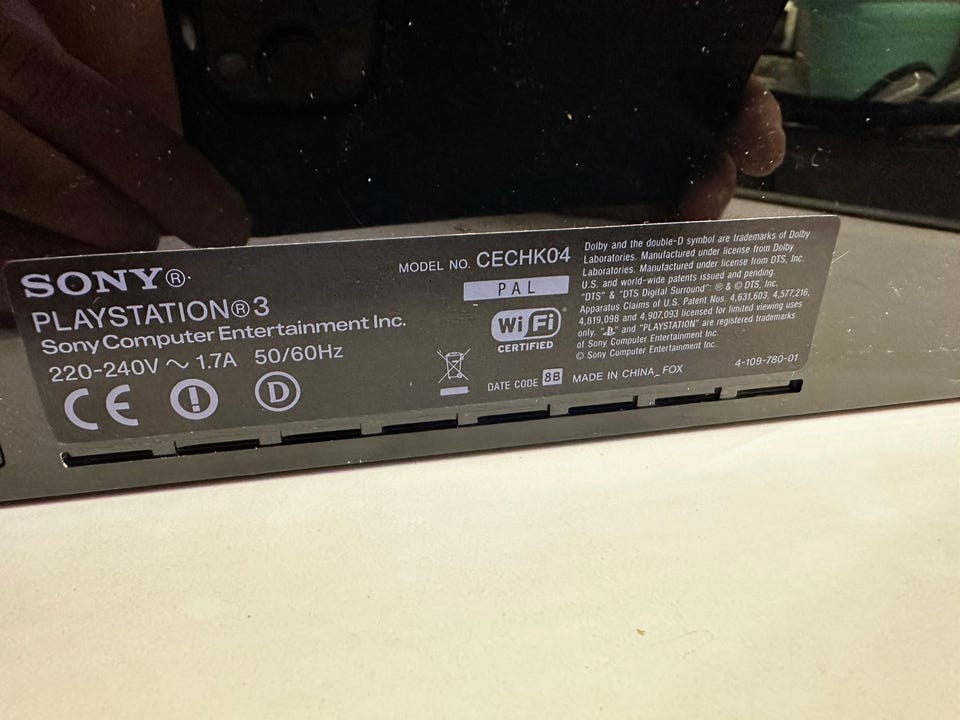 SONY®
PLAYSTATION®3
Sony Computer Entertainment Inc.
220-240V ~ 1.7A 50/60Hz
CE
D
MODEL NO. CECHK04
PAL
Wi Fi ®
CERTIFIED
DATE CODE 8B MADE IN CHINA_ FOX
Dolby and the double-D symbol are trademarks of Dolby
Laboratories. Manufactured under license from Dolby
Laboratories. Manufactured under license from DTS, Inc.
U.S. and world-wide patents issued and pending.
"DTS" & "DTS Digital Surround": ® & © DTS, Inc.
Apparatus Claims of U.S. Patent Nos. 4,631,603, 4,577,216,
4,819,098 and 4,907,093 licensed for limited viewing uses
only. "PS" and "PLAYSTATION" are registered trademarks
of Sony Computer Entertainment Inc.
© Sony Computer Entertainment Inc.
4-109-780-01